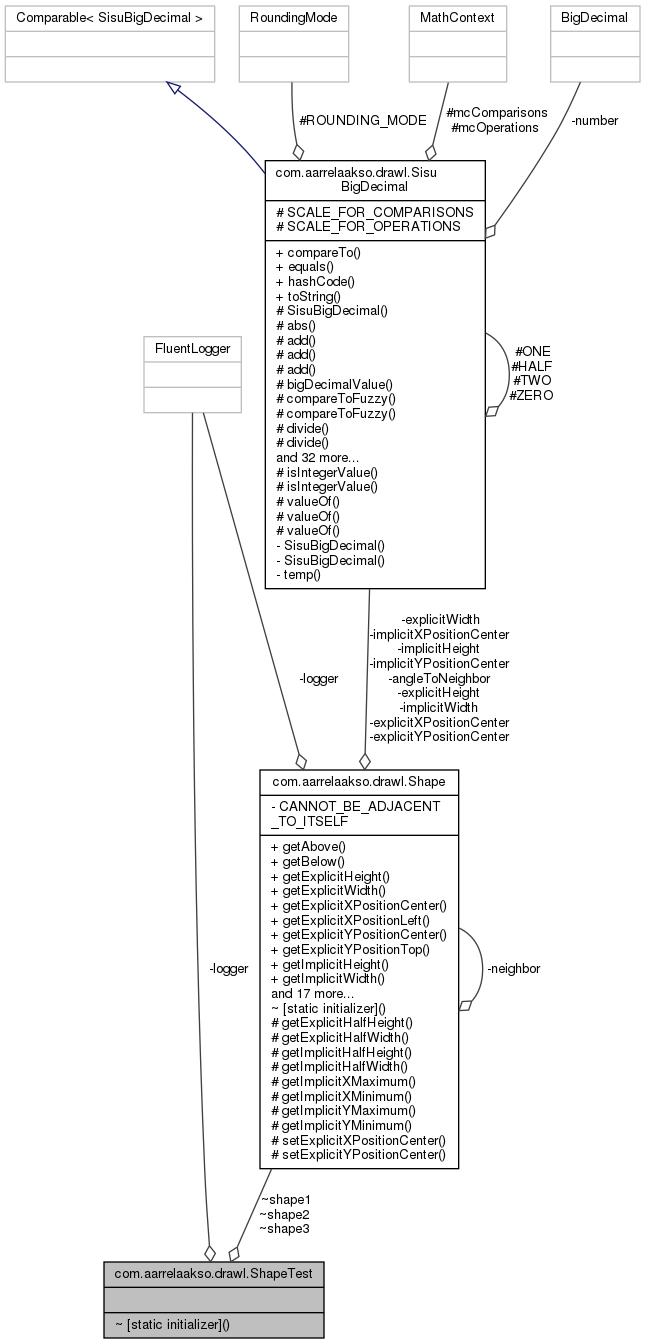 Comparable< SisuBigDecimal >
RoundingMode
MathContext
BigDecimal
#ROUNDING_MODE
#mcComparisons
#mcOperations
-number
com.aarrelaakso.drawl.Sisu
BigDecimal
# SCALE_FOR_COMPARISONS
# SCALE_FOR_OPERATIONS
+ compareTo()
+ equals()
+ hashCode()
+ toString()
# SisuBigDecimal()
# abs()
# add()
# add()
# add()
# bigDecimalValue()
# compareToFuzzy()
# compareToFuzzy()
# divide()
# divide()
and 32 more...
# isIntegerValue()
# isIntegerValue()
# valueOf()
# valueOf()
# valueOf()
- SisuBigDecimal()
- SisuBigDecimal()
- temp()
#ONE
#HALF
#TWO
#ZERO
FluentLogger
-explicitWidth
-implicitXPositionCenter
-implicitHeight
-implicitYPositionCenter
-angleToNeighbor
-explicitHeight
-implicitWidth
-explicitXPositionCenter
-explicitYPositionCenter
-logger
com.aarrelaakso.drawl.Shape
- CANNOT_BE_ADJACENT
_TO_ITSELF
+ getAbove()
+ getBelow()
+ getExplicitHeight()
+ getExplicitWidth()
+ getExplicitXPositionCenter()
+ getExplicitXPositionLeft()
+ getExplicitYPositionCenter()
+ getExplicitYPositionTop()
+ getImplicitHeight()
+ getImplicitWidth()
and 17 more...
~ [static initializer]()
# getExplicitHalfHeight()
# getExplicitHalfWidth()
# getImplicitHalfHeight()
# getImplicitHalfWidth()
# getImplicitXMaximum()
# getImplicitXMinimum()
# getImplicitYMaximum()
# getImplicitYMinimum()
# setExplicitXPositionCenter()
# setExplicitYPositionCenter()
-neighbor
-logger
~shape1
~shape2
~shape3
com.aarrelaakso.drawl.ShapeTest
~ [static initializer]()